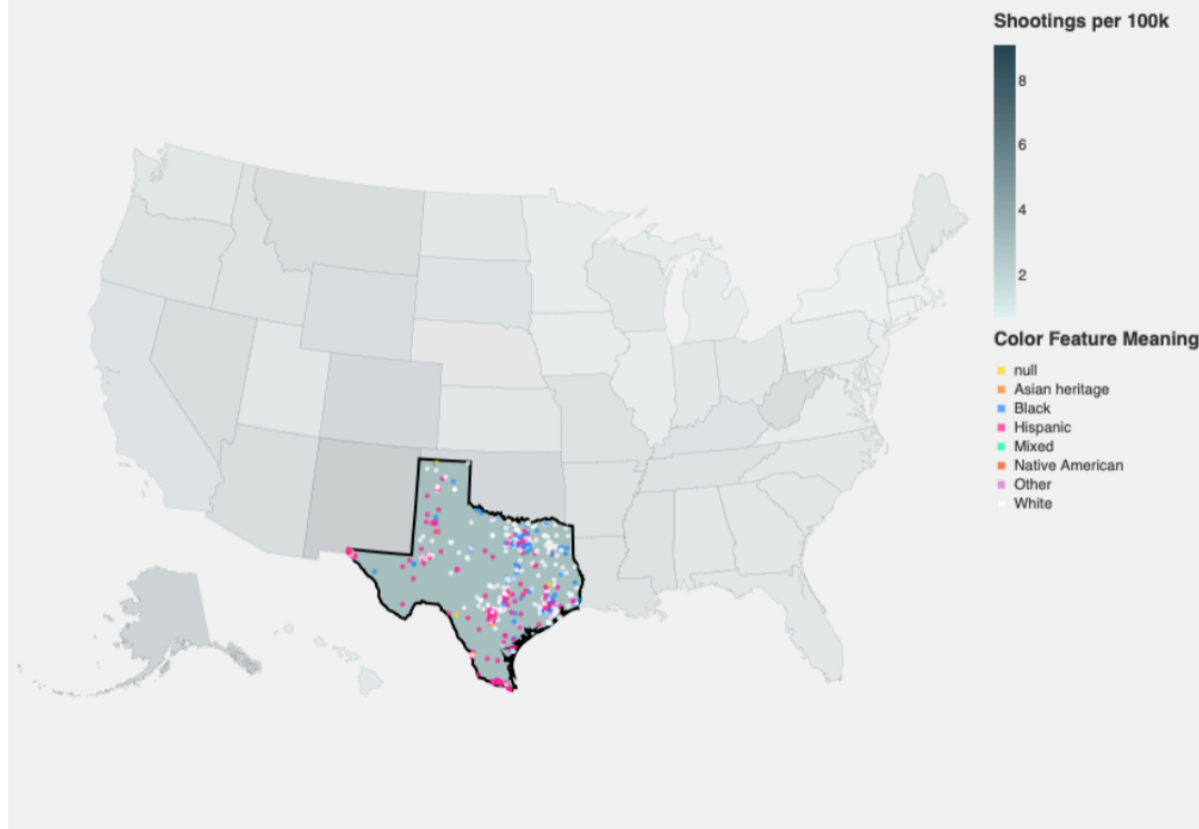 Shootings per 100k
8
6
4
2
Color Feature Meaning
null
Asian heritage
Black
Hispanic
Mixed
Native American
Other
White